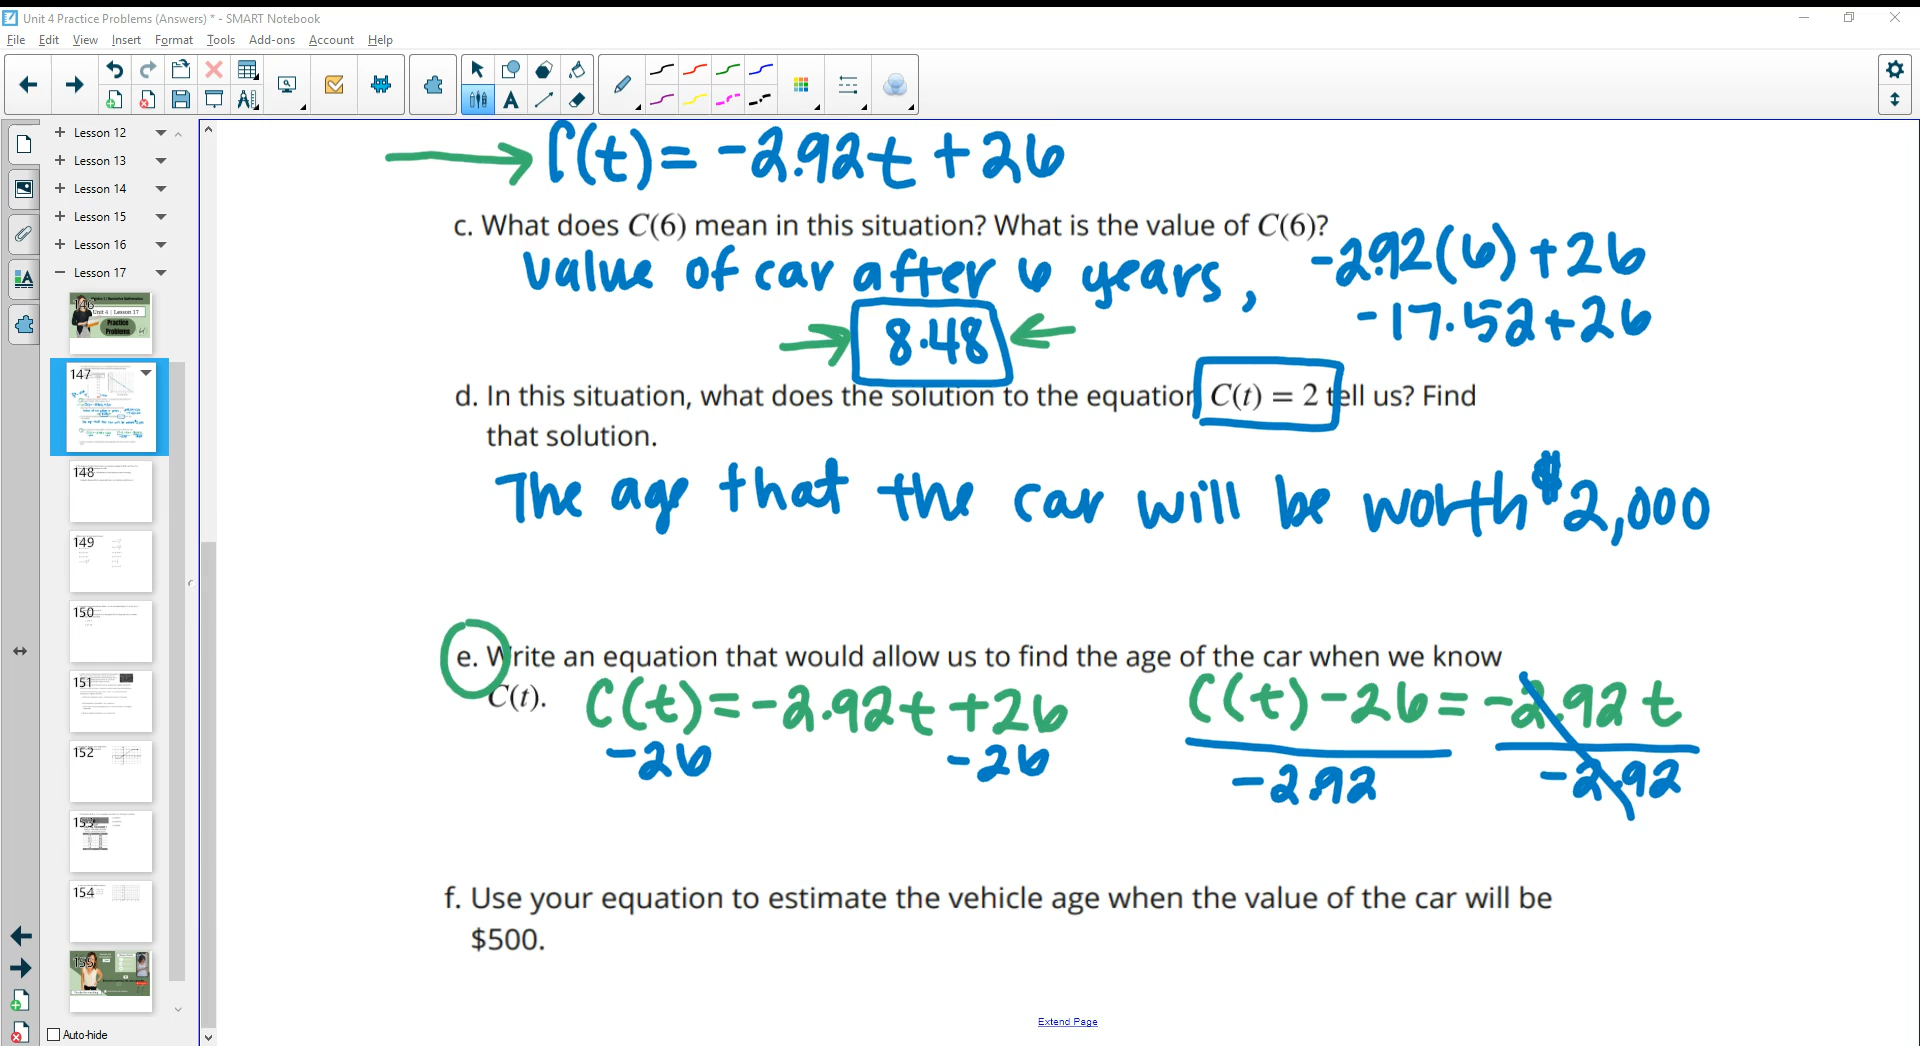 Unit 4 Practice Problems (Answers) * - SMART Notebook
File Edit View Insert Format Tools Add-ons Account Help
Lesson 12
Lesson 13
Lesson 14
Lesson 15
Lesson 16
Lesson 17
Unit 4 | Lesson 17
Practice
Problems
147
148
149
150
151
152
153
154
155
Auto-hide
C(t) = -2.92t + 26
c. What does C(6) mean in this situation? What is the value of C(6)?
Value of car after 6 years,
-2.92(6) + 26
-17.52 + 26
8.48
d. In this situation, what does the solution to the equation C(t) = 2 tell us? Find
that solution.
The age that the car will be worth $2,000
e. Write an equation that would allow us to find the age of the car when we know
C(t).
C(t) = -2.92t + 26
-26 -26
C(t) - 26 = -2.92t
-2.92 -2.92
f. Use your equation to estimate the vehicle age when the value of the car will be
$500.
Extend Page